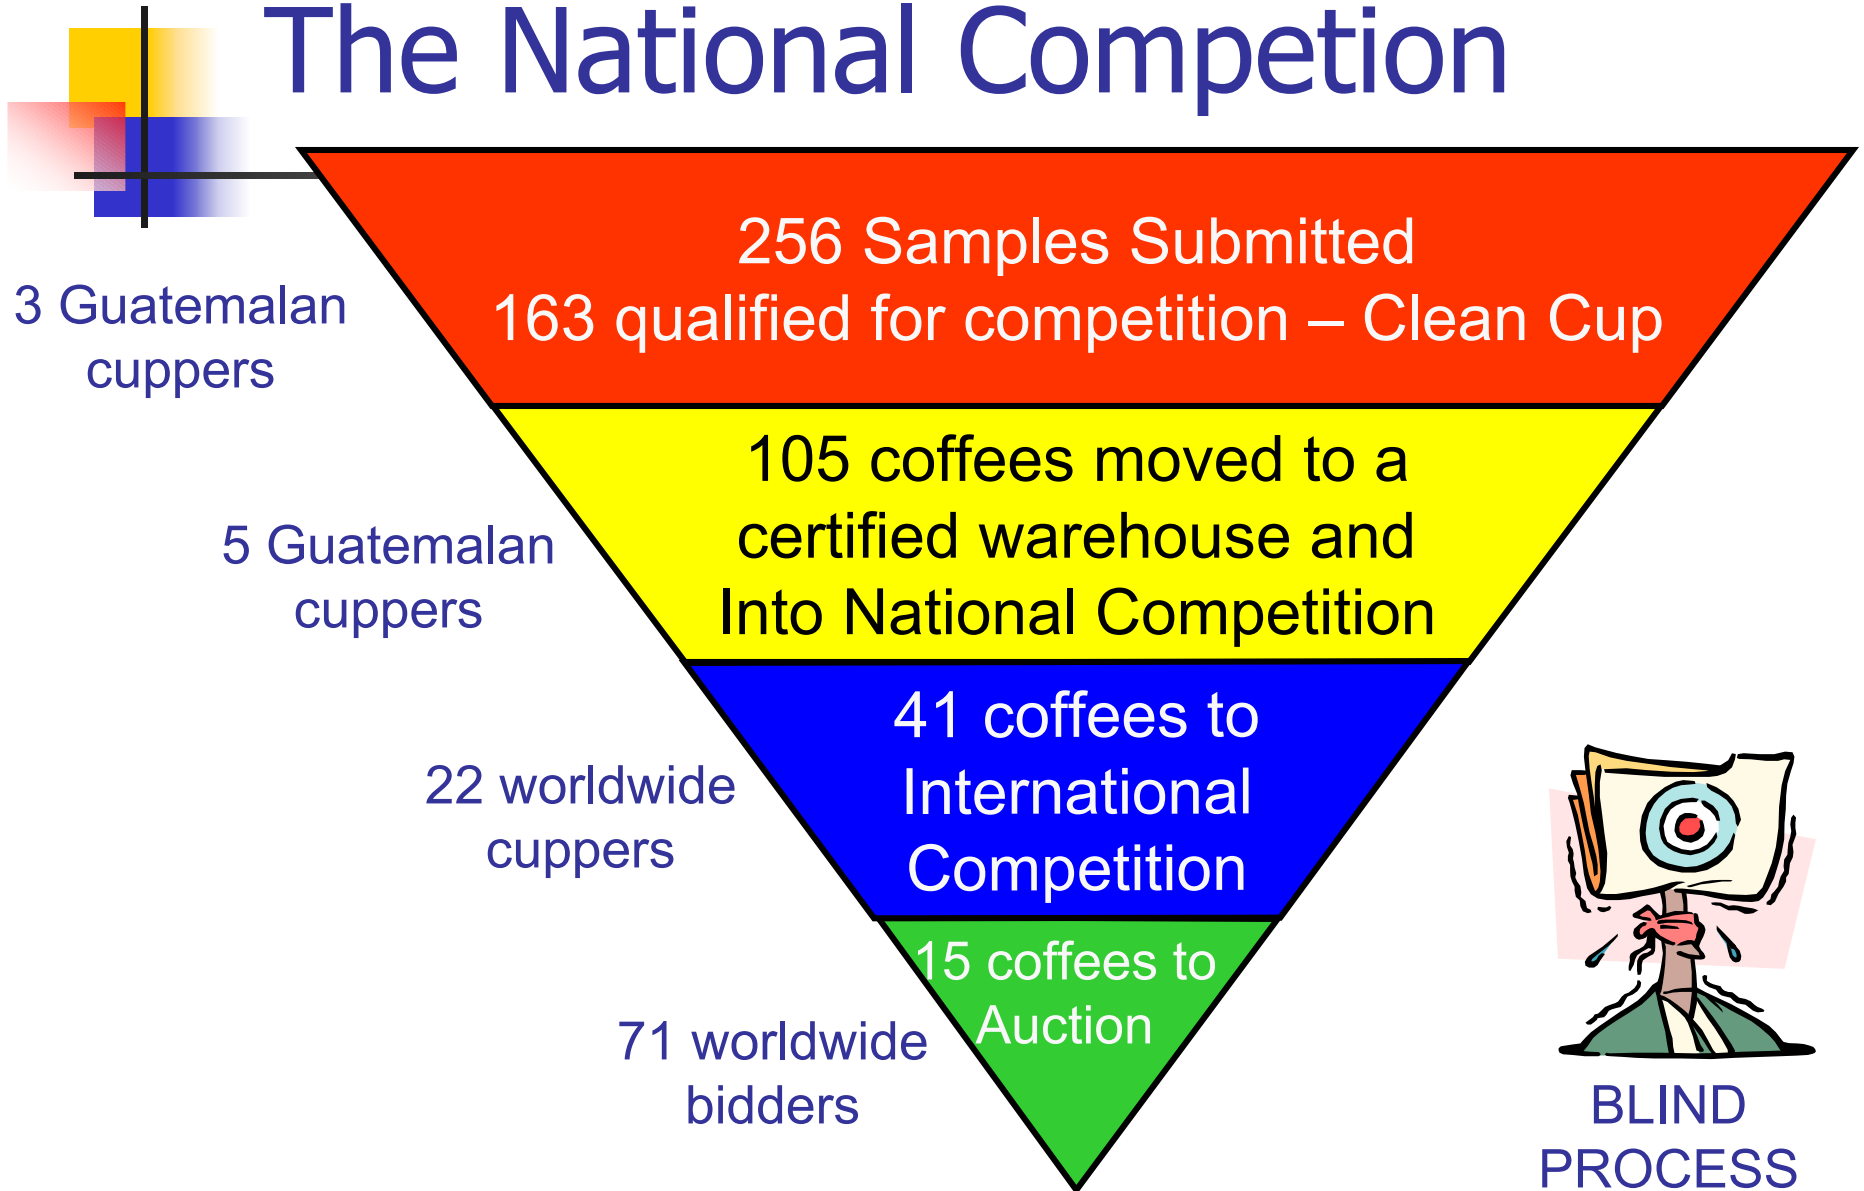 The National Competion
256 Samples Submitted
163 qualified for competition – Clean Cup
3 Guatemalan
cuppers
105 coffees moved to a
certified warehouse and
Into National Competition
5 Guatemalan
cuppers
41 coffees to
International
Competition
22 worldwide
cuppers
15 coffees to
Auction
71 worldwide
bidders
BLIND
PROCESS